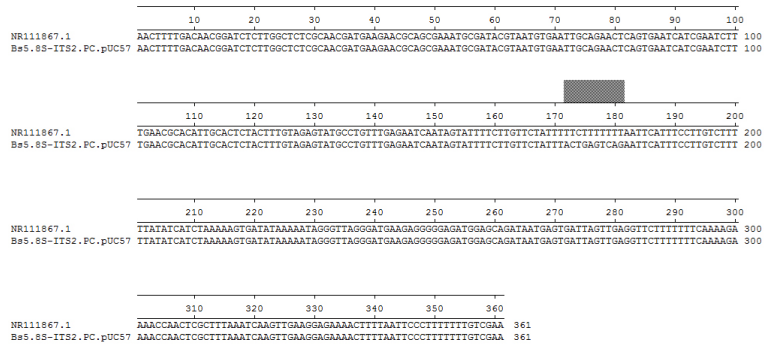 10 20 30 40 50 60 70 80 90 100
NR111867.1 AACTTTTGACAACGGATCTCTTGGCTCTCGCAACGATGAAGAACGCAGCGAAATGCGATACGTAATGTGAATTGCAGAACTCAGTGAATCATCGAATCTT 100
Bs5.8S-ITS2.PC.pUC57 AACTTTTGACAACGGATCTCTTGGCTCTCGCAACGATGAAGAACGCAGCGAAATGCGATACGTAATGTGAATTGCAGAACTCAGTGAATCATCGAATCTT 100
110 120 130 140 150 160 170 180 190 200
NR111867.1 TGAACGCACATTGCACTCTACTTTGTAGAGTATGCCTGTTTGAGAATCAATAGTATTTTCTTGTTCTATTTTTCTTTTTTTAATTCATTTCCTTGTCTTT 200
Bs5.8S-ITS2.PC.pUC57 TGAACGCACATTGCACTCTACTTTGTAGAGTATGCCTGTTTGAGAATCAATAGTATTTTCTTGTTCTATTTACTGAGTCAGAATTCATTTCCTTGTCTTT 200
210 220 230 240 250 260 270 280 290 300
NR111867.1 TTATATCATCTAAAAAGTGATATAAAAATAGGGTTAGGGATGAAGAGGGGGAGATGGAGCAGATAATGAGTGATTAGTTGAGGTTCTTTTTTTCAAAAGA 300
Bs5.8S-ITS2.PC.pUC57 TTATATCATCTAAAAAGTGATATAAAAATAGGGTTAGGGATGAAGAGGGGGAGATGGAGCAGATAATGAGTGATTAGTTGAGGTTCTTTTTTTCAAAAGA 300
310 320 330 340 350 360
NR111867.1 AAACCAACTCGCTTTAAATCAAGTTGAAGGAGAAAACTTTTAATTCCCTTTTTTTGTCGAA 361
Bs5.8S-ITS2.PC.pUC57 AAACCAACTCGCTTTAAATCAAGTTGAAGGAGAAAACTTTTAATTCCCTTTTTTTGTCGAA 361